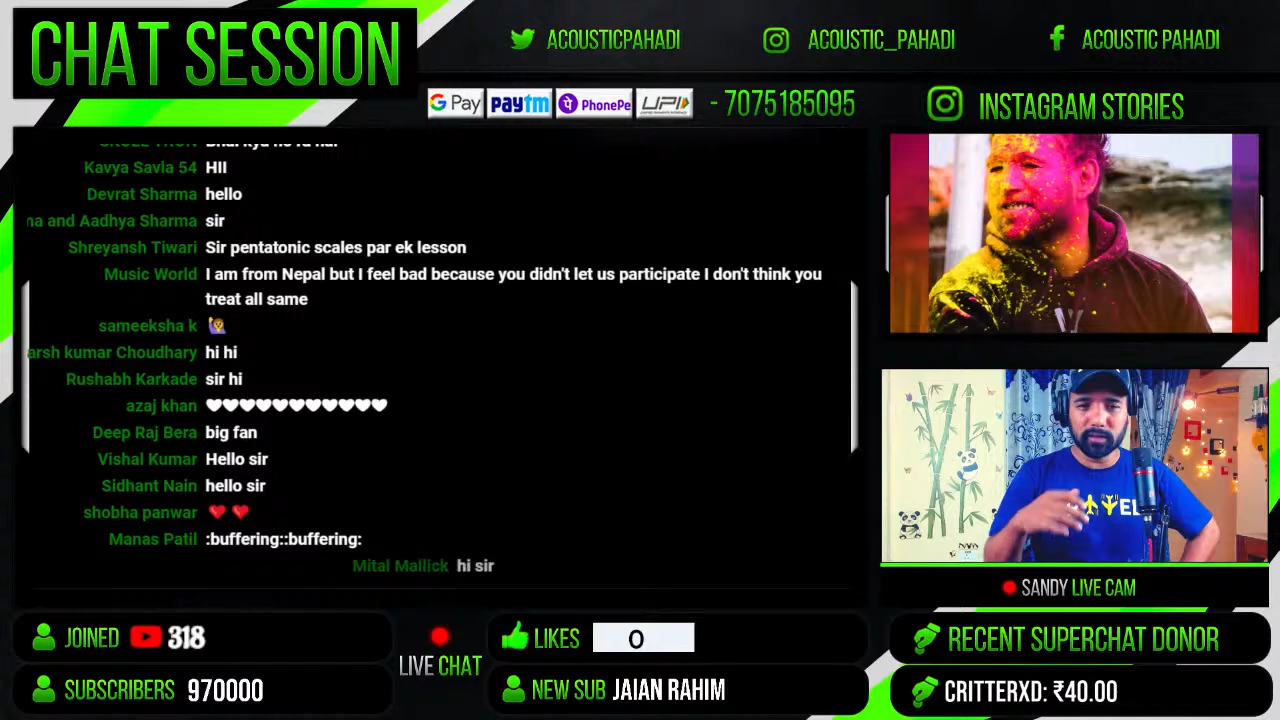 CHAT SESSION
ACOUSTICPAHADI
ACOUSTIC_PAHADI
ACOUSTIC PAHADI
G Pay paytm PhonePe UPI - 7075185095
INSTAGRAM STORIES
Kavya Savla 54 HII
Devrat Sharma hello
and Aadhya Sharma sir
Shreyansh Tiwari Sir pentatonic scales par ek lesson
Music World I am from Nepal but I feel bad because you didn't let us participate I don't think you
treat all same
sameeksha k 🙋
kumar Choudhary hi hi
Rushabh Karkade sir hi
azaj khan 🤍🤍🤍🤍🤍🤍🤍🤍🤍🤍🤍
Deep Raj Bera big fan
Vishal Kumar Hello sir
Sidhant Nain hello sir
shobha panwar ❤️ ❤️
Manas Patil :buffering::buffering:
Mital Mallick hi sir
SANDY LIVE CAM
JOINED 318
SUBSCRIBERS 970000
LIVE CHAT
LIKES 0
NEW SUB JAIAN RAHIM
RECENT SUPERCHAT DONOR
CRITTERXD: ₹40.00